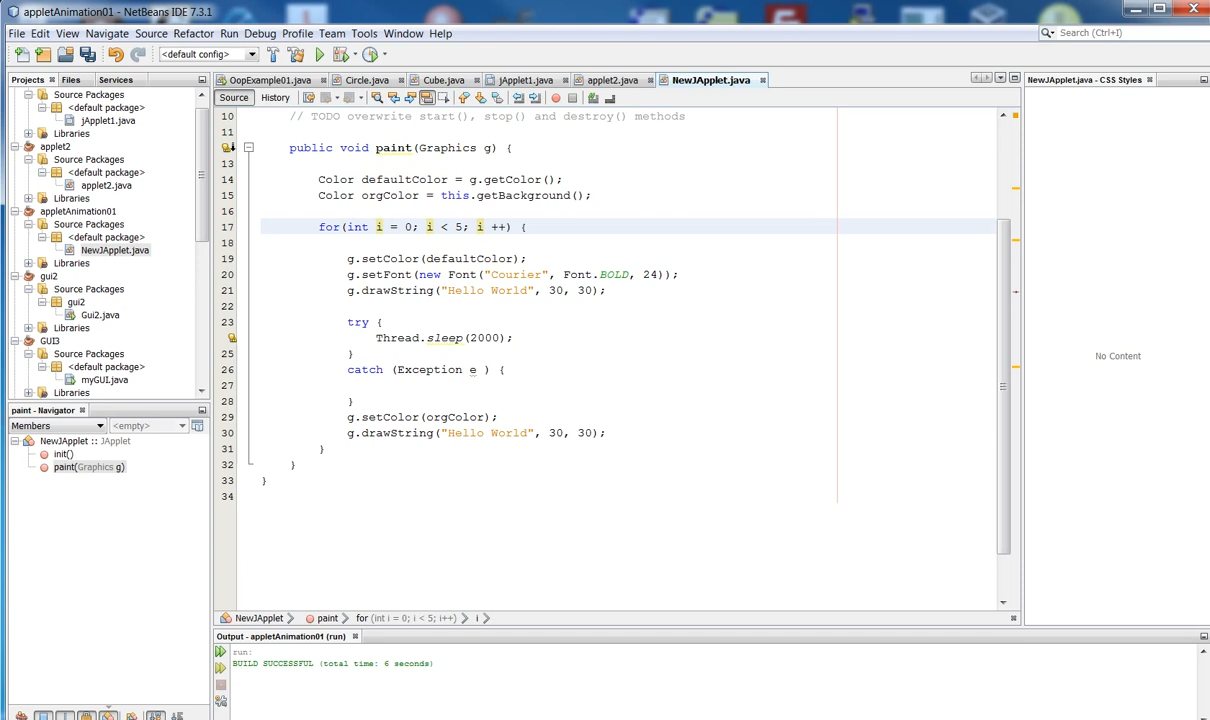 appletAnimation01 - NetBeans IDE 7.3.1
File Edit View Navigate Source Refactor Run Debug Profile Team Tools Window Help
Search (Ctrl+I)
<default config>
Projects Files Services
OopExample01.java Circle.java Cube.java jApplet1.java applet2.java NewJApplet.java
NewJApplet.java - CSS Styles
Source History
Source Packages
<default package>
jApplet1.java
Libraries
applet2
Source Packages
<default package>
applet2.java
Libraries
appletAnimation01
Source Packages
<default package>
NewJApplet.java
Libraries
gui2
Source Packages
gui2
Gui2.java
Libraries
GUI3
Source Packages
<default package>
myGUI.java
Libraries
paint - Navigator
Members <empty>
NewJApplet :: JApplet
init()
paint(Graphics g)
10 // TODO overwrite start(), stop() and destroy() methods
11
public void paint(Graphics g) {
13
14 Color defaultColor = g.getColor();
15 Color orgColor = this.getBackground();
16
17 for(int i = 0; i < 5; i ++) {
18
19 g.setColor(defaultColor);
20 g.setFont(new Font("Courier", Font.BOLD, 24));
21 g.drawString("Hello World", 30, 30);
22
23 try {
Thread.sleep(2000);
25 }
26 catch (Exception e ) {
27
28 }
29 g.setColor(orgColor);
30 g.drawString("Hello World", 30, 30);
31 }
32 }
33 }
34
No Content
NewJApplet paint for (int i = 0; i < 5; i++) i
Output - appletAnimation01 (run)
run:
BUILD SUCCESSFUL (total time: 6 seconds)